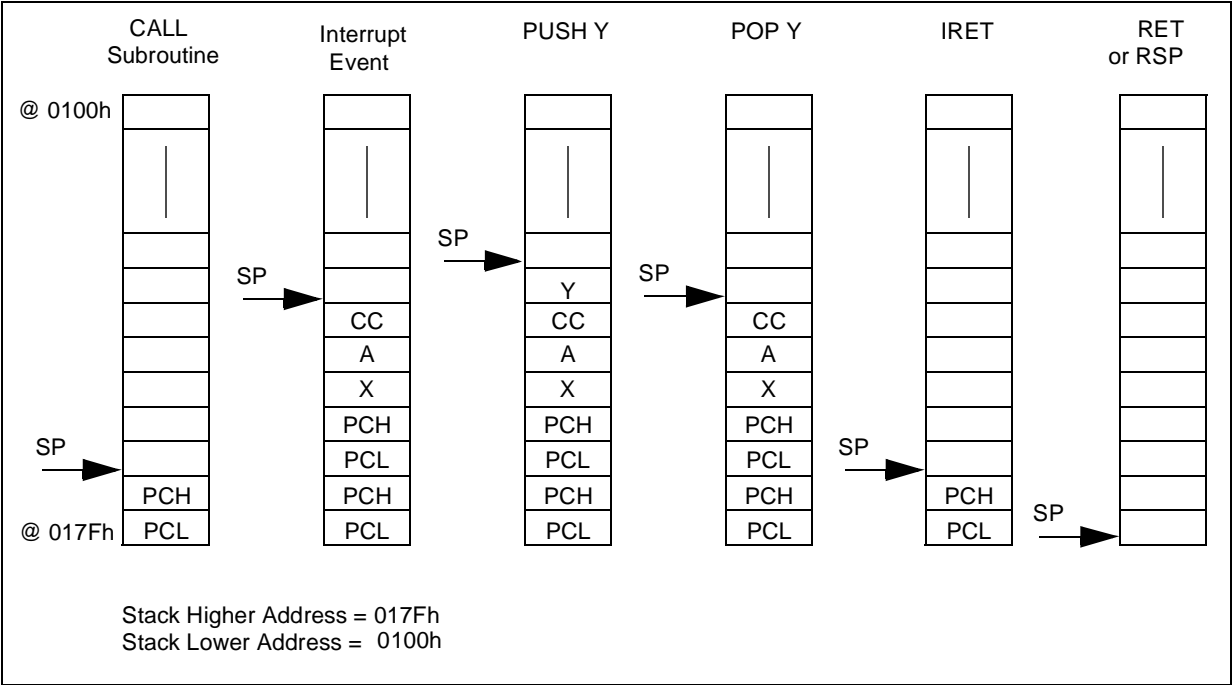 CALL
Subroutine
Interrupt
Event
PUSH Y
POP Y
IRET
RET
or RSP
@ 0100h
SP
SP
SP
CC
A
X
PCH
PCL
PCH
PCL
Y
CC
A
X
PCH
PCL
PCH
PCL
CC
A
X
PCH
PCL
PCH
PCL
SP
SP
SP
PCH
PCL
PCH
PCL
@ 017Fh
Stack Higher Address = 017Fh
Stack Lower Address = 0100h